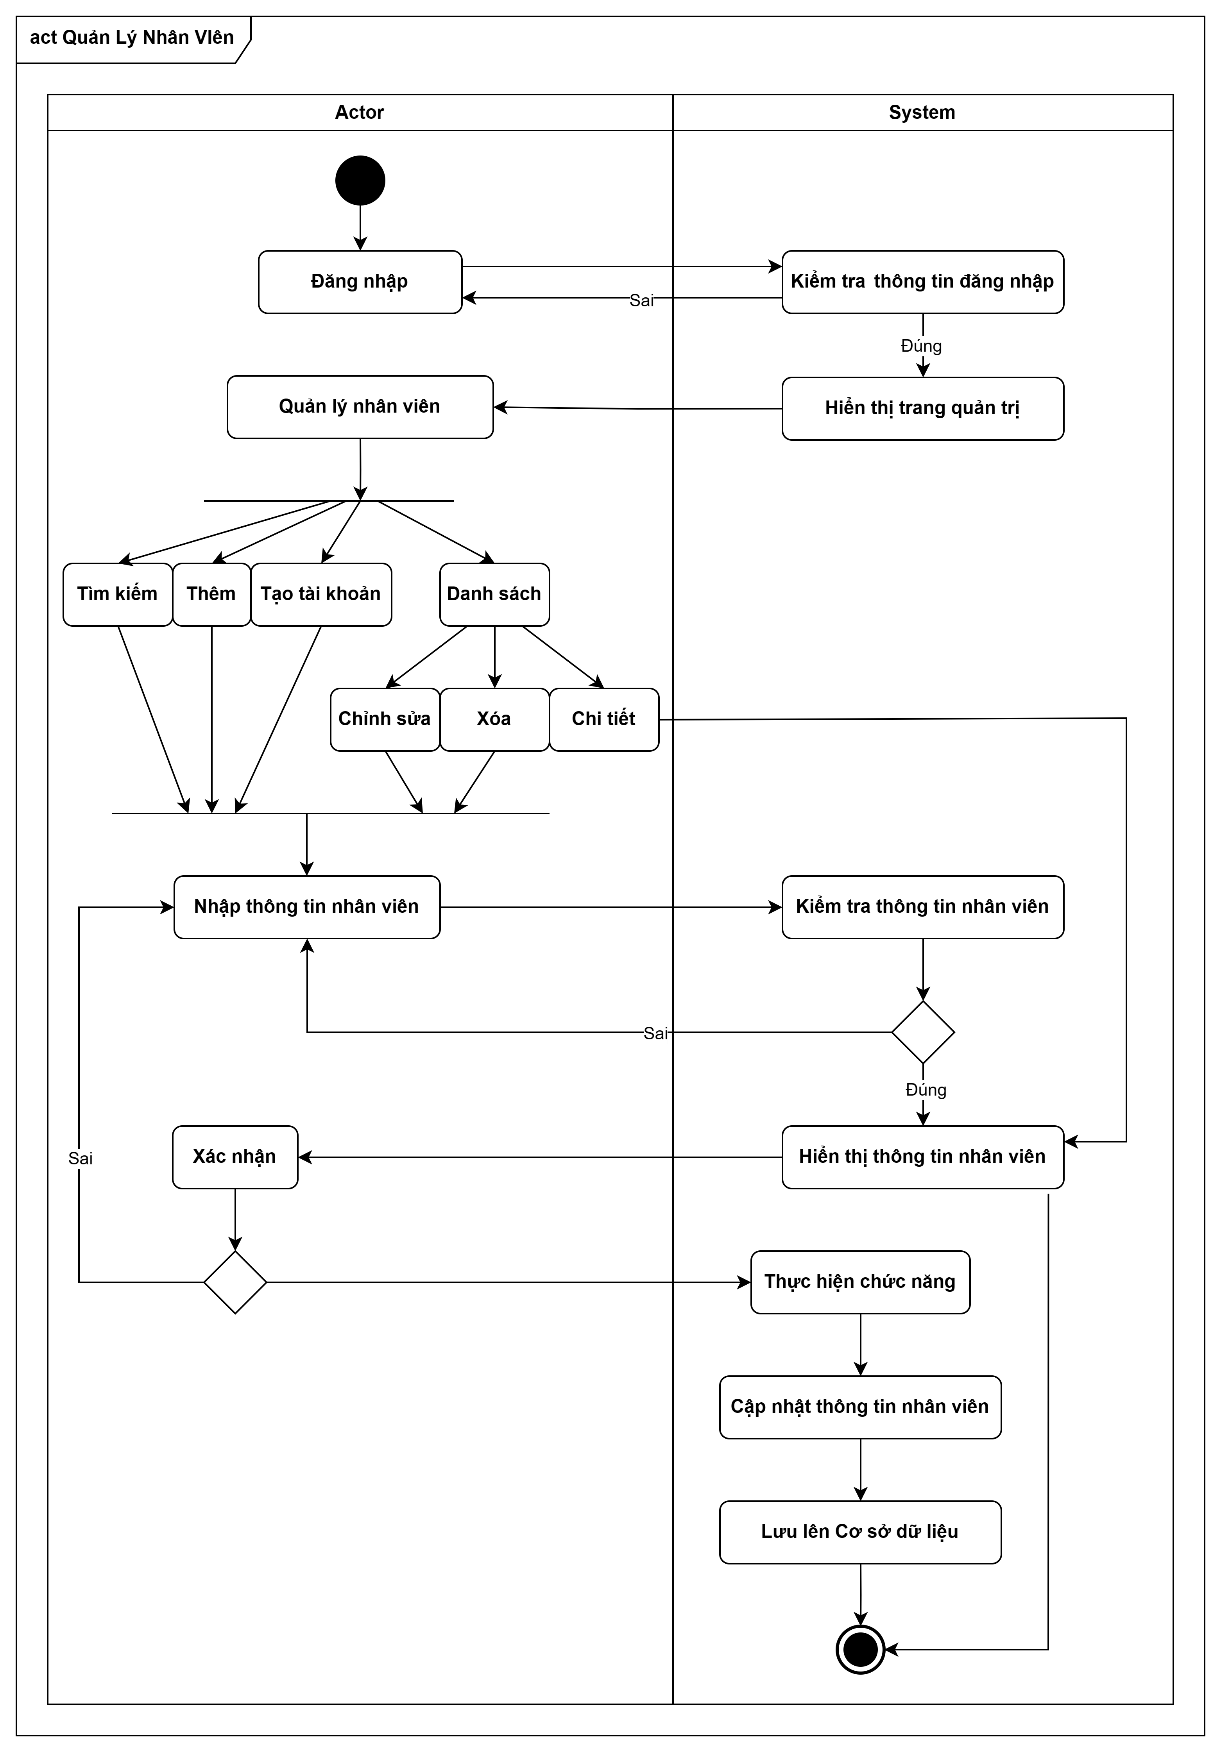 act Quản Lý Nhân VIên
Actor
System
Đăng nhập
Kiểm tra thông tin đăng nhập
Sai
Đúng
Quản lý nhân viên
Hiển thị trang quản trị
Tìm kiếm
Thêm
Tạo tài khoản
Danh sách
Chỉnh sửa
Xóa
Chi tiết
Nhập thông tin nhân viên
Kiểm tra thông tin nhân viên
Sai
Đúng
Xác nhận
Hiển thị thông tin nhân viên
Sai
Thực hiện chức năng
Cập nhật thông tin nhân viên
Lưu lên Cơ sở dữ liệu